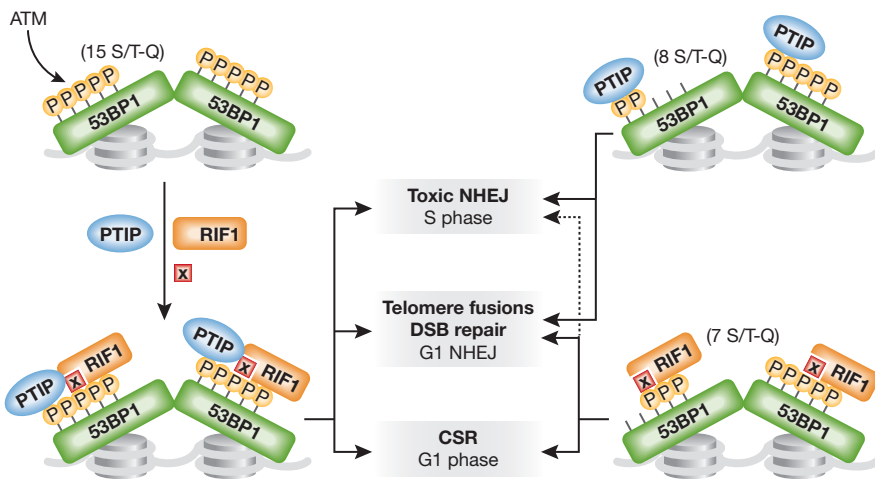 ATM
(15 S/T-Q)
P P P P P
53BP1
P P P P P
53BP1
PTIP
RIF1
x
PTIP
RIF1
x
P P P P P
53BP1
PTIP
RIF1
x
P P P P P
53BP1
Toxic NHEJ
S phase
Telomere fusions
DSB repair
G1 NHEJ
CSR
G1 phase
(8 S/T-Q)
PTIP
P P
53BP1
PTIP
P P P P P
53BP1
(7 S/T-Q)
RIF1
x
P P P
53BP1
RIF1
x
P P P P P
53BP1